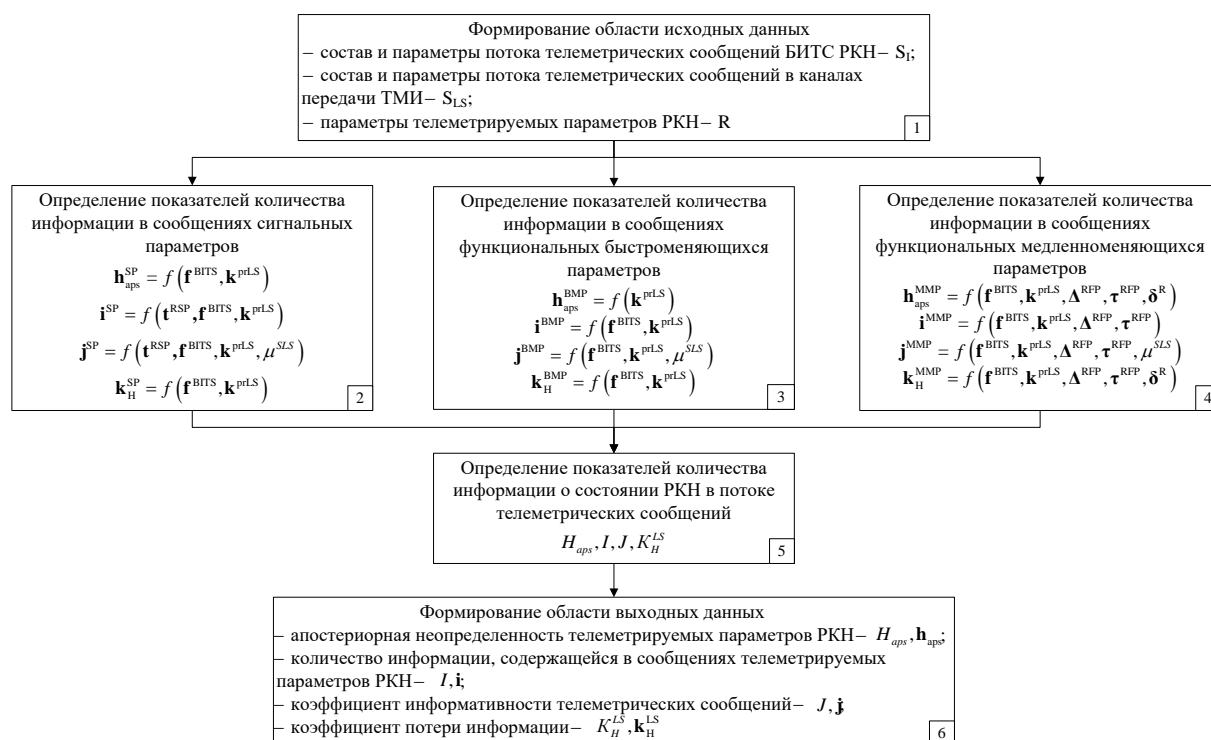 Формирование области исходных данных
– состав и параметры потока телеметрических сообщений БИТС РКН– S_I;
– состав и параметры потока телеметрических сообщений в каналах
передачи ТМИ– S_LS;
– параметры телеметрируемых параметров РКН– R
1
Определение показателей количества
информации в сообщениях сигнальных
параметров
h_aps^SP = f(f^BITS, k^prLS)
i^SP = f(t^RSP, f^BITS, k^prLS)
j^SP = f(t^RSP, f^BITS, k^prLS, μ^SLS)
k_H^SP = f(f^BITS, k^prLS)
2
Определение показателей количества
информации в сообщениях
функциональных быстроменяющихся
параметров
h_aps^BMP = f(k^prLS)
i^BMP = f(f^BITS, k^prLS)
j^BMP = f(f^BITS, k^prLS, μ^SLS)
k_H^BMP = f(f^BITS, k^prLS)
3
Определение показателей количества
информации в сообщениях
функциональных медленноменяющихся
параметров
h_aps^MMP = f(f^BITS, k^prLS, Δ^RFP, τ^RFP, δ^R)
i^MMP = f(f^BITS, k^prLS, Δ^RFP, τ^RFP)
j^MMP = f(f^BITS, k^prLS, Δ^RFP, τ^RFP, μ^SLS)
k_H^MMP = f(f^BITS, k^prLS, Δ^RFP, τ^RFP, δ^R)
4
Определение показателей количества
информации о состоянии РКН в потоке
телеметрических сообщений
H_aps, I, J, K_H^LS
5
Формирование области выходных данных
– апостериорная неопределенность телеметрируемых параметров РКН– H_aps, h_aps;
– количество информации, содержащейся в сообщениях телеметрируемых
параметров РКН– I, i;
– коэффициент информативности телеметрических сообщений– J, j;
– коэффициент потери информации– K_H^LS, k_H^LS
6